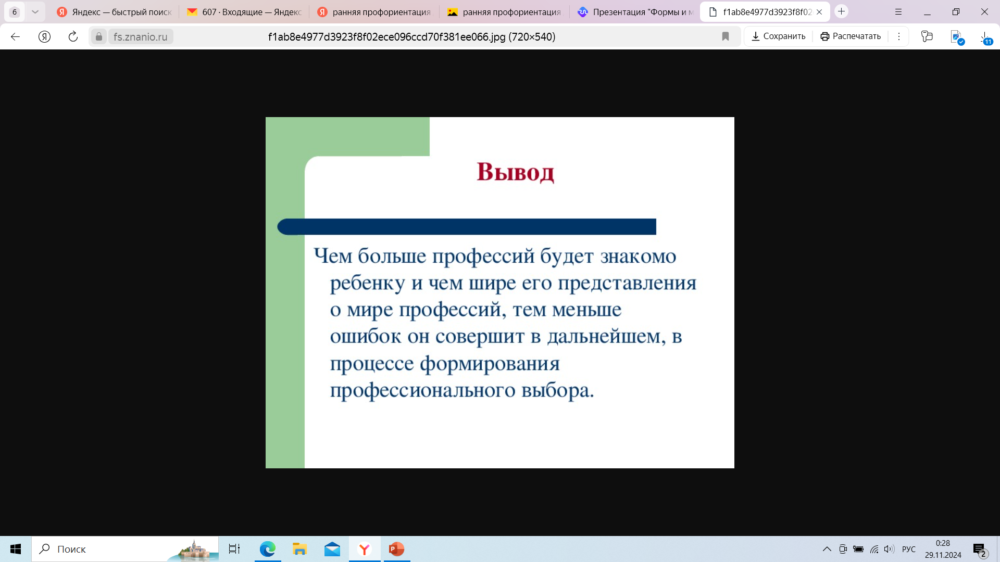 6
Яндекс — быстрый поиск
607 · Входящие — Яндекс
ранняя профориентация
ранняя профориентация
Презентация "Формы и м
f1ab8e4977d3923f8f02
fs.znanio.ru
f1ab8e4977d3923f8f02ece096ccd70f381ee066.jpg (720×540)
Сохранить
Распечатать
11
Вывод
Чем больше профессий будет знакомо
ребенку и чем шире его представления
о мире профессий, тем меньше
ошибок он совершит в дальнейшем, в
процессе формирования
профессионального выбора.
Поиск
РУС
0:28
29.11.2024
2